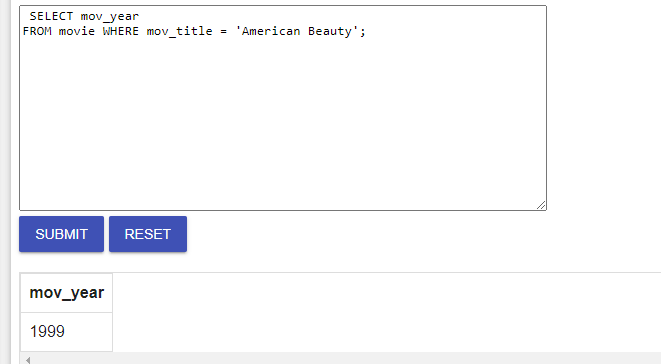 SELECT mov_year
FROM movie WHERE mov_title = 'American Beauty';
SUBMIT RESET
mov_year
1999